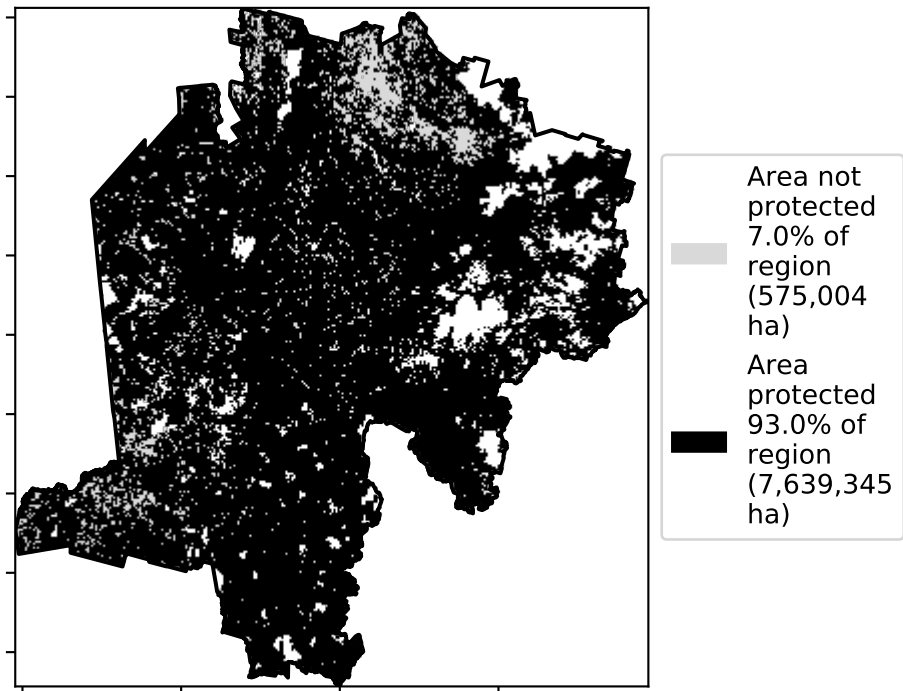 Area not
protected
7.0% of
region
(575,004
ha)
Area
protected
93.0% of
region
(7,639,345
ha)